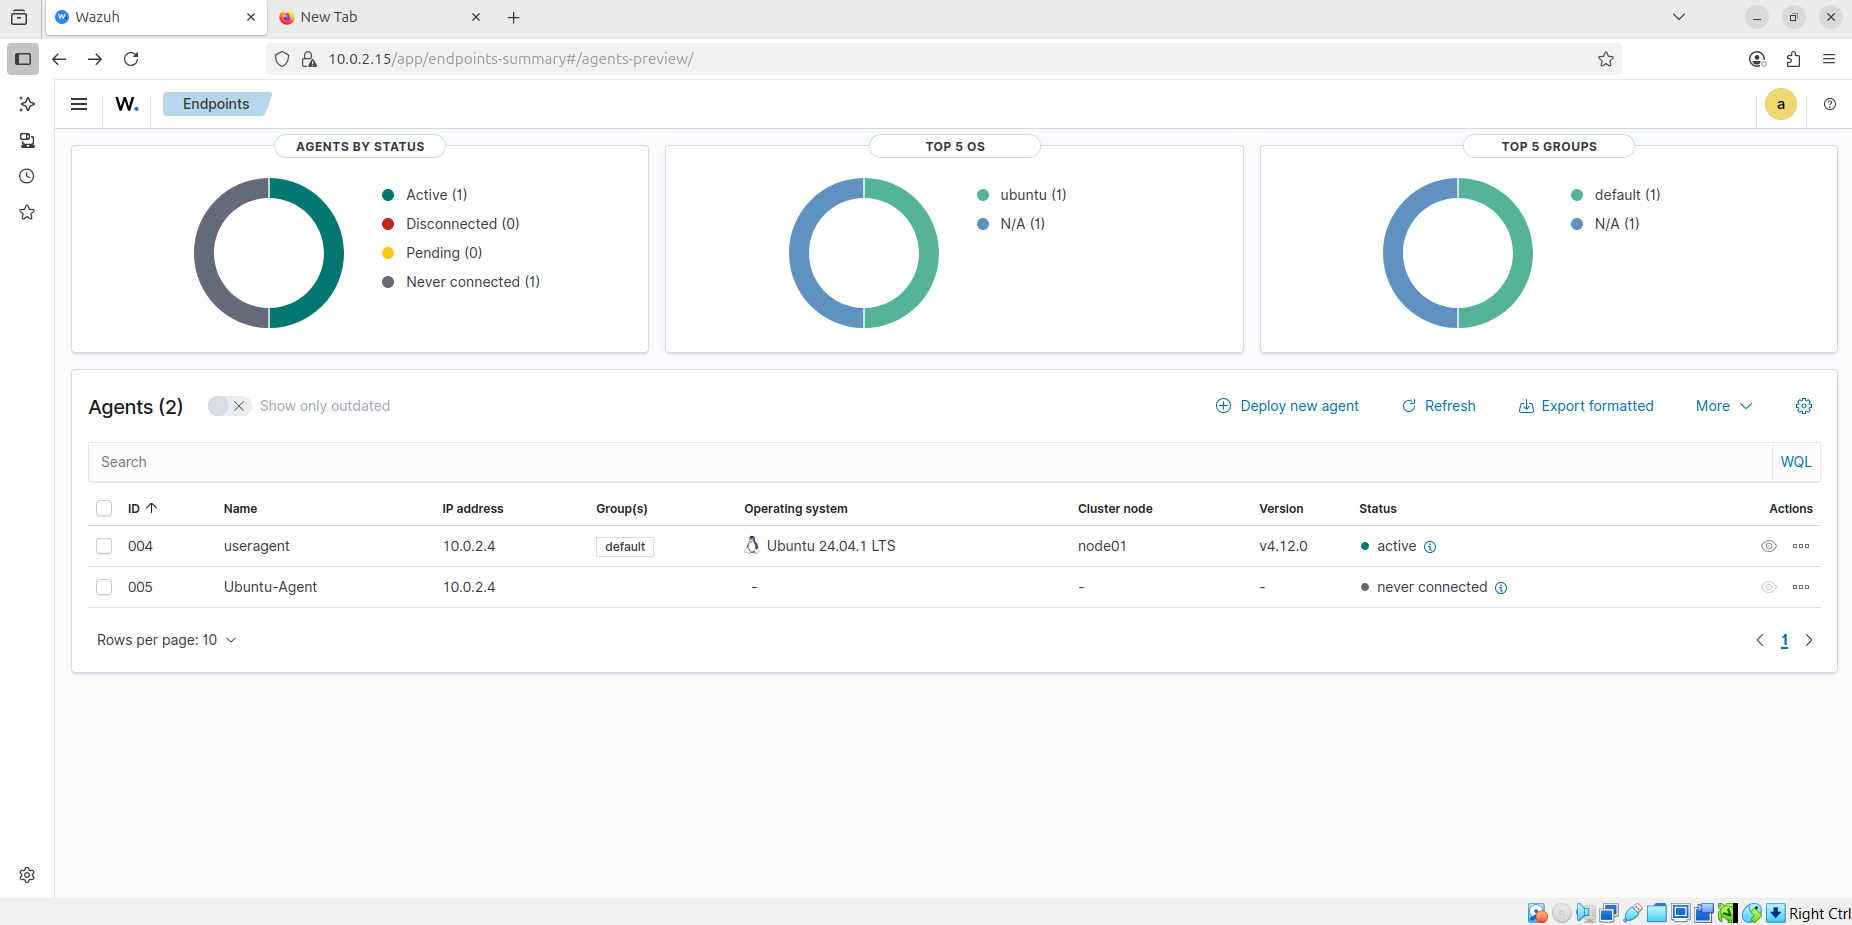 Wazuh
New Tab
10.0.2.15/app/endpoints-summary#/agents-preview/
W. Endpoints a
AGENTS BY STATUS
Active (1)
Disconnected (0)
Pending (0)
Never connected (1)
TOP 5 OS
ubuntu (1)
N/A (1)
TOP 5 GROUPS
default (1)
N/A (1)
Agents (2) Show only outdated Deploy new agent Refresh Export formatted More
Search WQL
ID Name IP address Group(s) Operating system Cluster node Version Status Actions
004 useragent 10.0.2.4 default Ubuntu 24.04.1 LTS node01 v4.12.0 active
005 Ubuntu-Agent 10.0.2.4 - - - never connected
Rows per page: 10 1
Right Ctrl